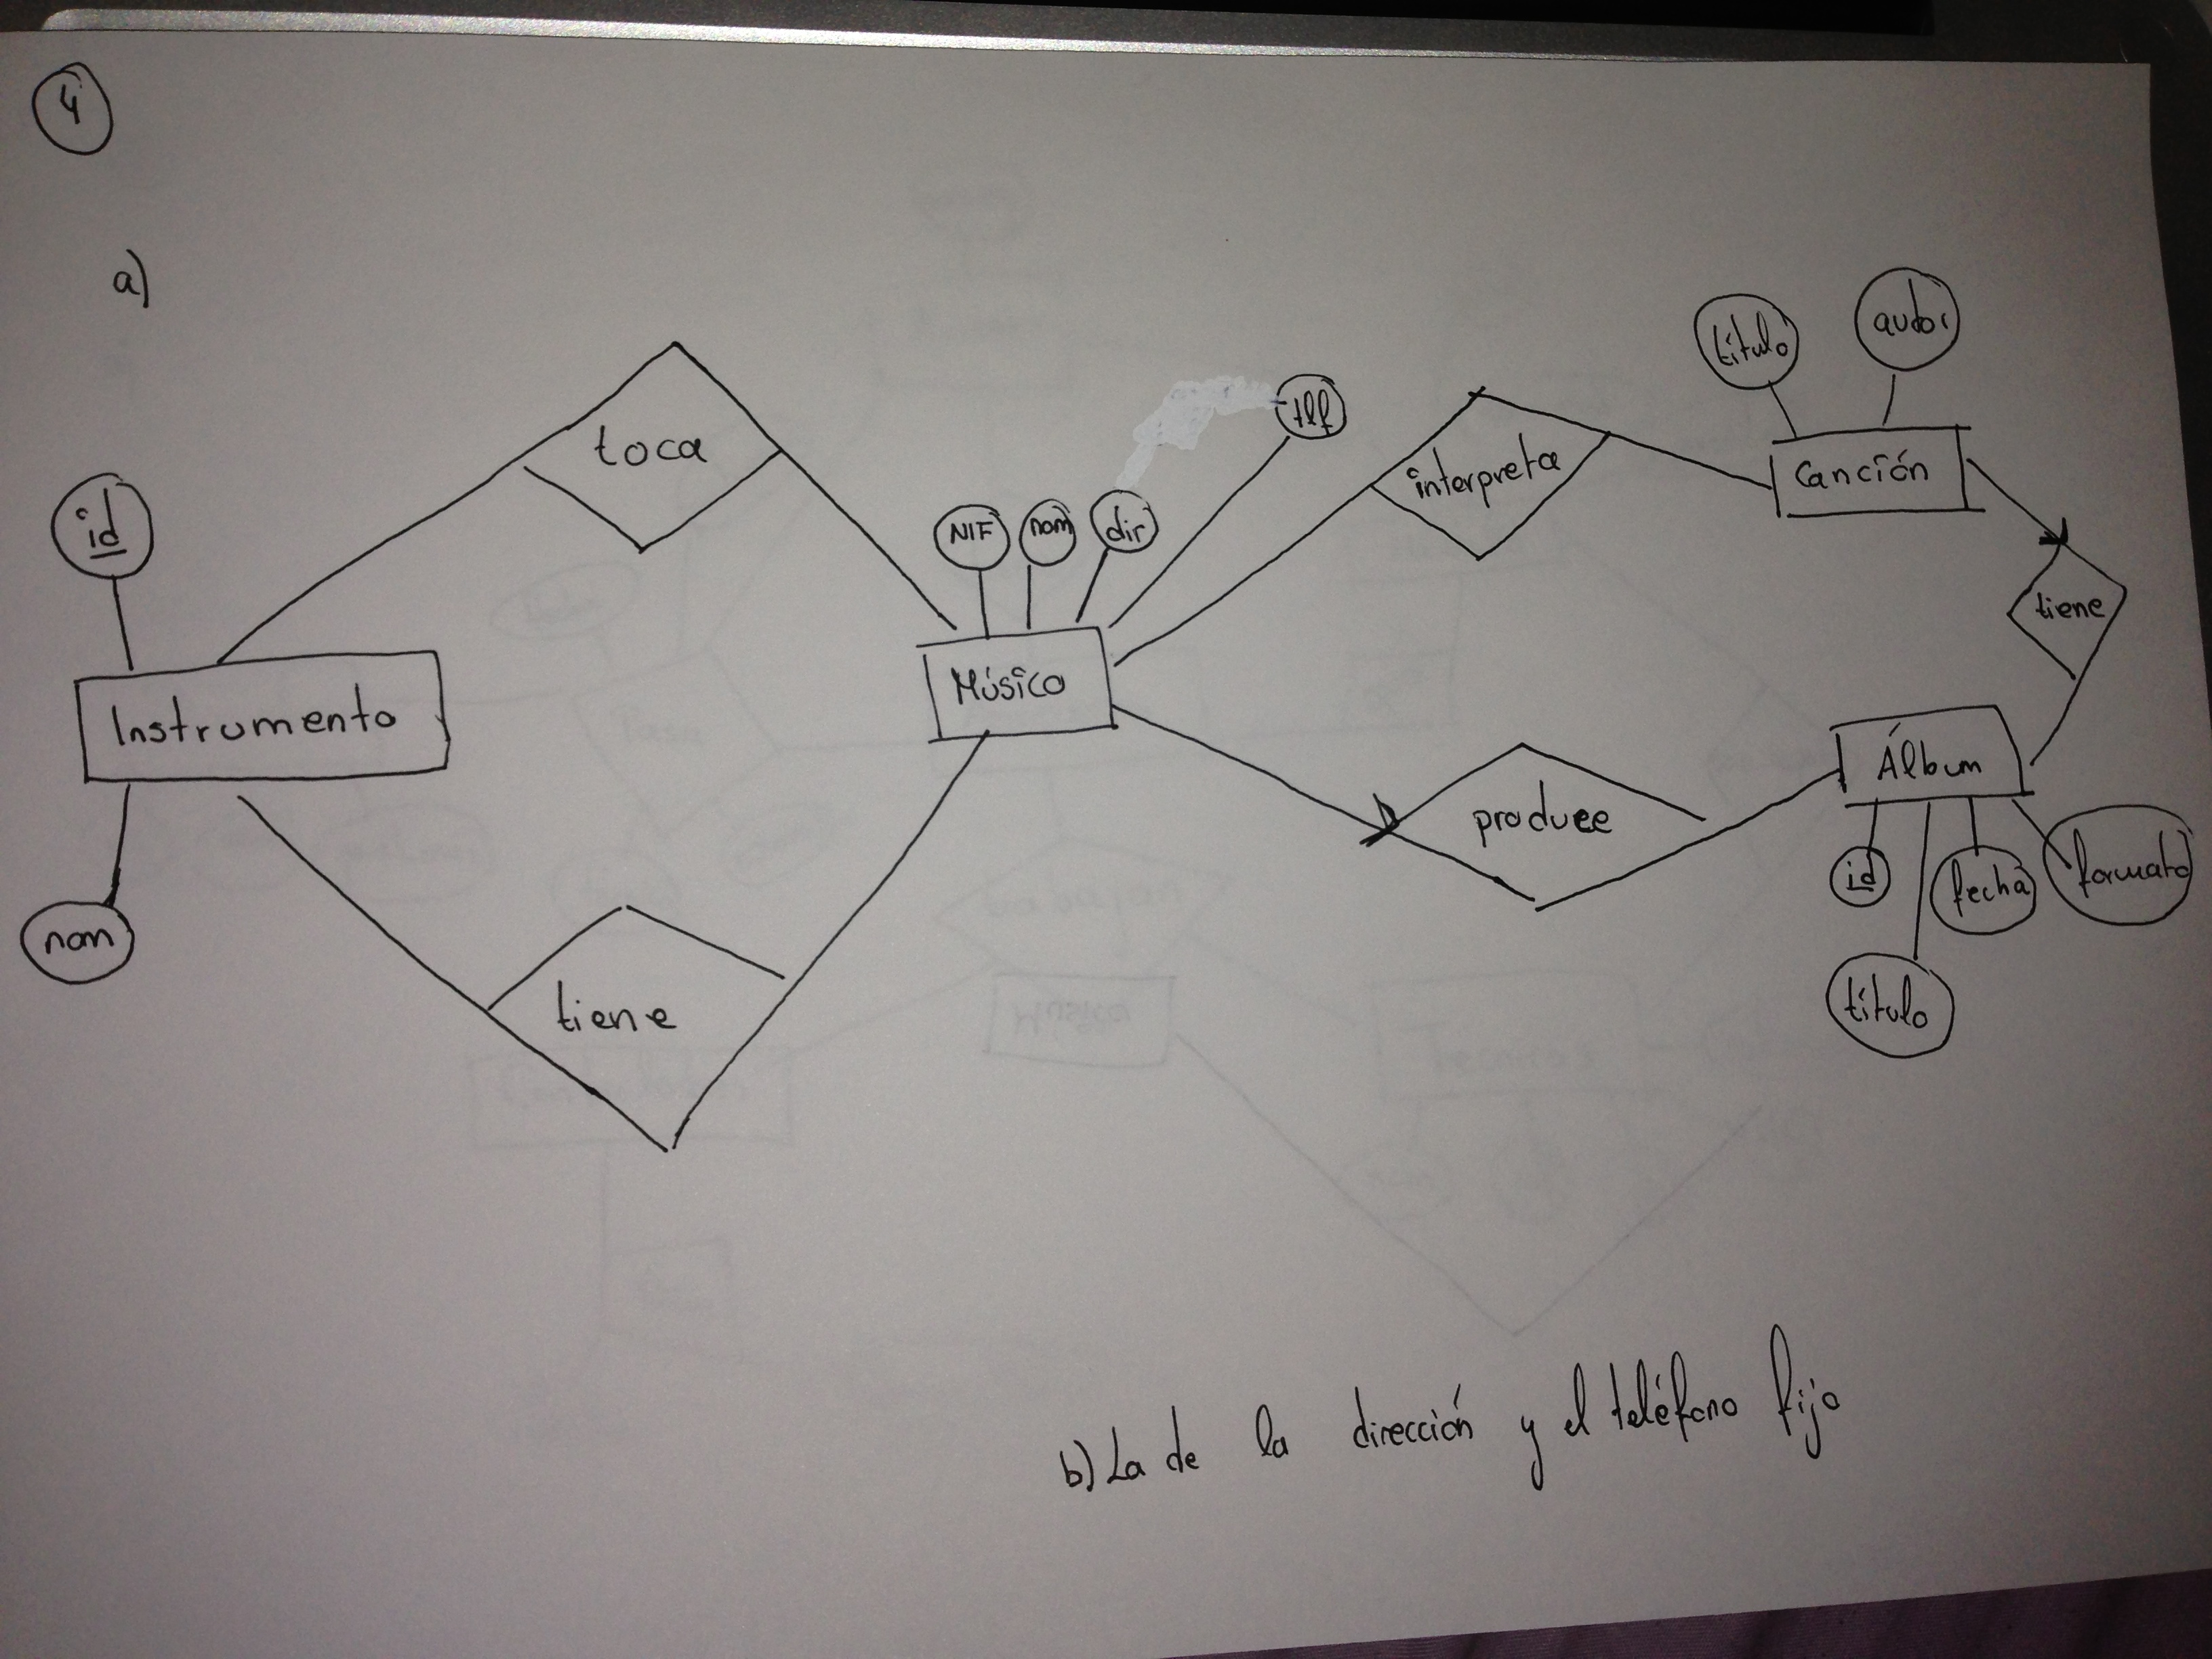 4
a)
título
autor
tlf
toca
interpreta
Canción
id
NIF
nom
dir
tiene
Músico
Instrumento
Álbum
produce
id
fecha
formato
nom
título
tiene
b) La de la dirección y el teléfono fijo